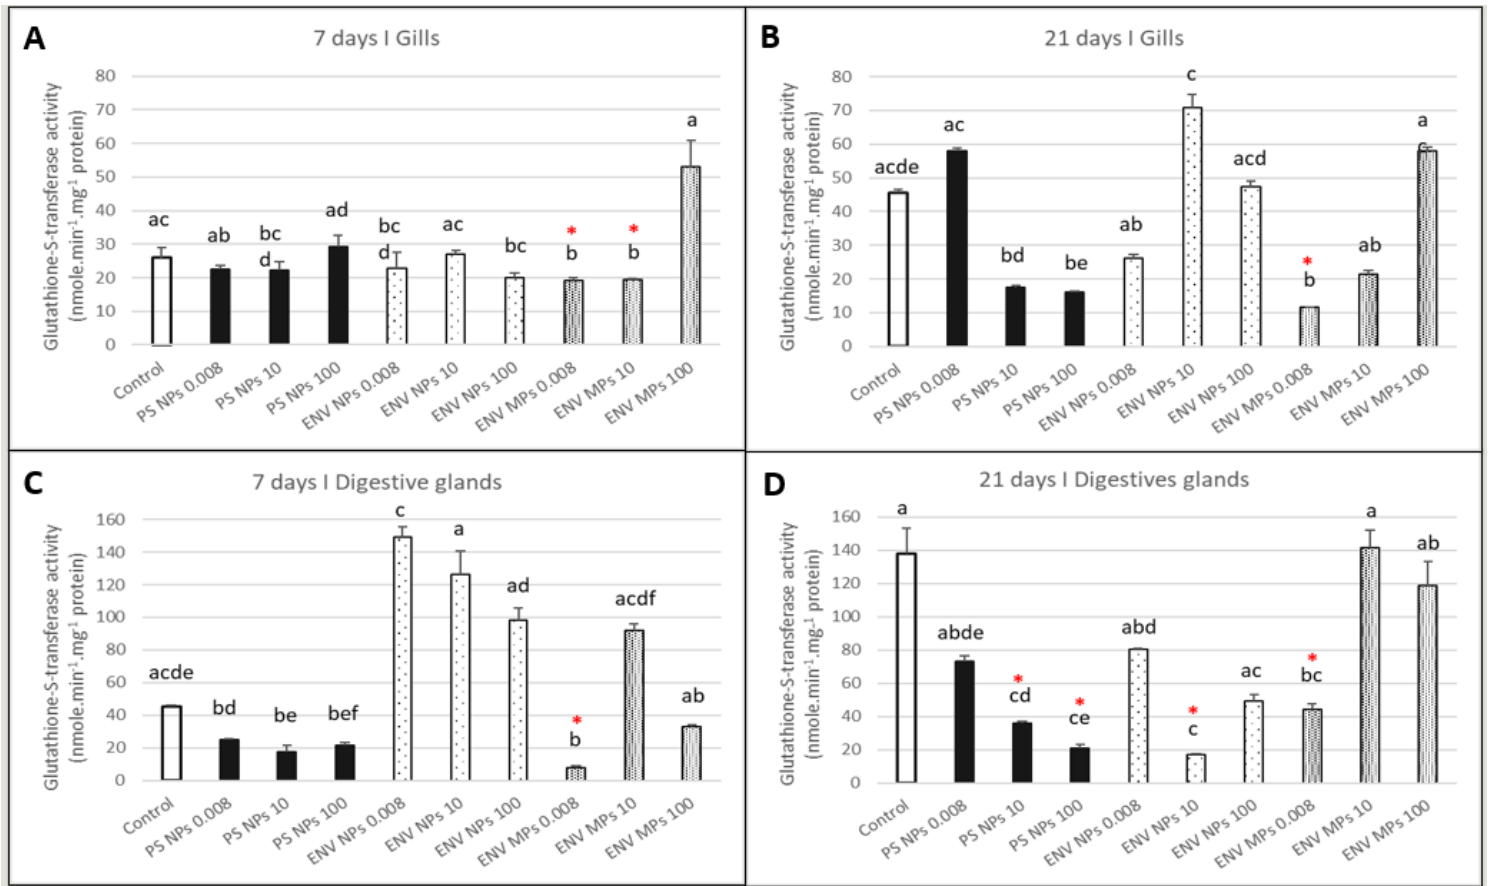 A
7 days I Gills
Glutathione-S-transferase activity
(nmole.min-1.mg-1 protein)
80
70
60
50
40
30
20
10
0
ac
ab
bc
d
ad
bc
d
ac
bc
*
b
*
b
a
Control
PS NPs 0.008
PS NPs 10
PS NPs 100
ENV NPs 0.008
ENV NPs 10
ENV NPs 100
ENV MPs 0.008
ENV MPs 10
ENV MPs 100
B
21 days I Gills
Glutathione-S-transferase activity
(nmole.min-1.mg-1 protein)
80
70
60
50
40
30
20
10
0
acde
ac
bd
be
ab
c
acd
*
b
ab
a
c
Control
PS NPs 0.008
PS NPs 10
PS NPs 100
ENV NPs 0.008
ENV NPs 10
ENV NPs 100
ENV MPs 0.008
ENV MPs 10
ENV MPs 100
C
7 days I Digestive glands
Glutathione-S-transferase activity
(nmole.min-1.mg-1 protein)
160
140
120
100
80
60
40
20
0
acde
bd
be
bef
c
a
ad
*
b
acdf
ab
Control
PS NPs 0.008
PS NPs 10
PS NPs 100
ENV NPs 0.008
ENV NPs 10
ENV NPs 100
ENV MPs 0.008
ENV MPs 10
ENV MPs 100
D
21 days I Digestives glands
Glutathione-S-transferase activity
(nmole.min-1.mg-1 protein)
160
140
120
100
80
60
40
20
0
a
abde
*
cd
*
ce
abd
*
c
ac
*
bc
a
ab
Control
PS NPs 0.008
PS NPs 10
PS NPs 100
ENV NPs 0.008
ENV NPs 10
ENV NPs 100
ENV MPs 0.008
ENV MPs 10
ENV MPs 100